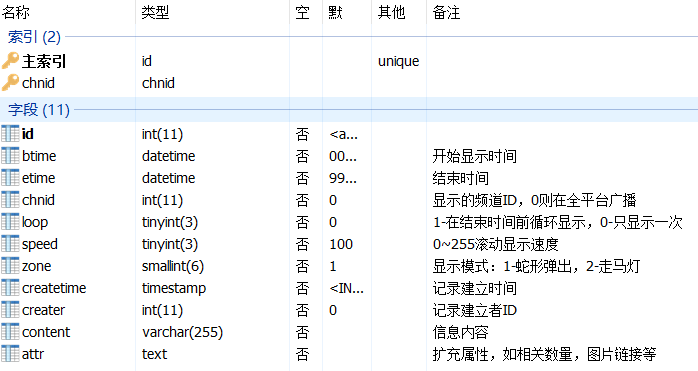 名称 类型 空 默 其他 备注
索引 (2)
主索引 id unique
chnid chnid
字段 (11)
id int(11) 否 <a...
btime datetime 否 00... 开始显示时间
etime datetime 否 99... 结束时间
chnid int(11) 否 0 显示的频道ID，0则在全平台广播
loop tinyint(3) 否 0 1-在结束时间前循环显示，0-只显示一次
speed tinyint(3) 否 100 0~255滚动显示速度
zone smallint(6) 否 1 显示模式：1-蛇形弹出，2-走马灯
createtime timestamp 否 <IN... 记录建立时间
creater int(11) 否 0 记录建立者ID
content varchar(255) 否 信息内容
attr text 否 扩充属性，如相关数量，图片链接等